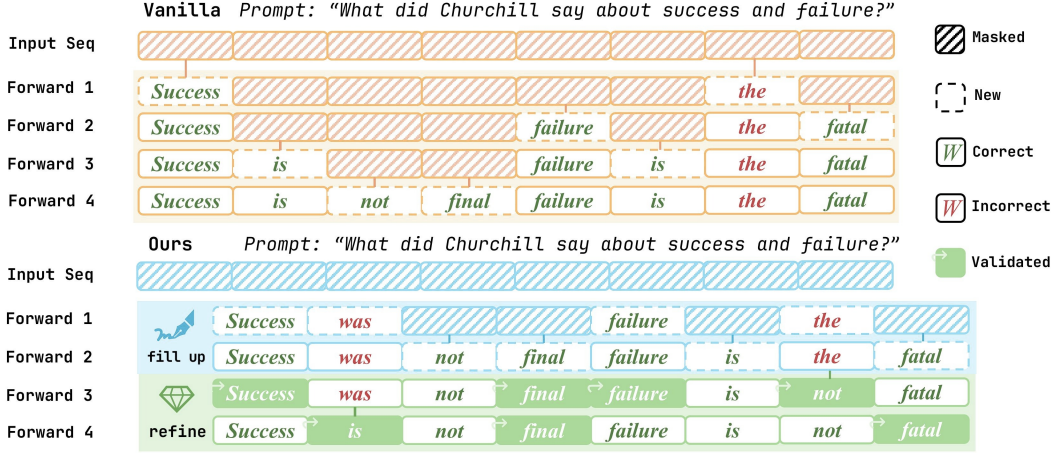 Vanilla Prompt: “What did Churchill say about success and failure?”
Input Seq
Forward 1 Success the
Forward 2 Success failure the fatal
Forward 3 Success is failure is the fatal
Forward 4 Success is not final failure is the fatal
Ours Prompt: “What did Churchill say about success and failure?”
Input Seq
Forward 1 Success was failure the
fill up
Forward 2 Success was not final failure is the fatal
Forward 3 Success was not final failure is not fatal
refine
Forward 4 Success is not final failure is not fatal
Masked
New
W Correct
W Incorrect
Validated